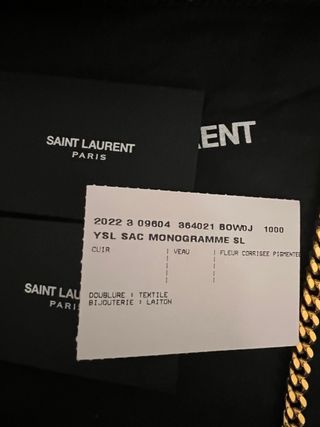 SAINT LAURENT
PARIS
ENT
2022 3 09604 364021 BOW0J 1000
YSL SAC MONOGRAMME SL
CUIR | VEAU | FLEUR CORRIGEE PIGMENTEE
DOUBLURE : TEXTILE
BIJOUTERIE : LAITON
SAINT LAU
PA